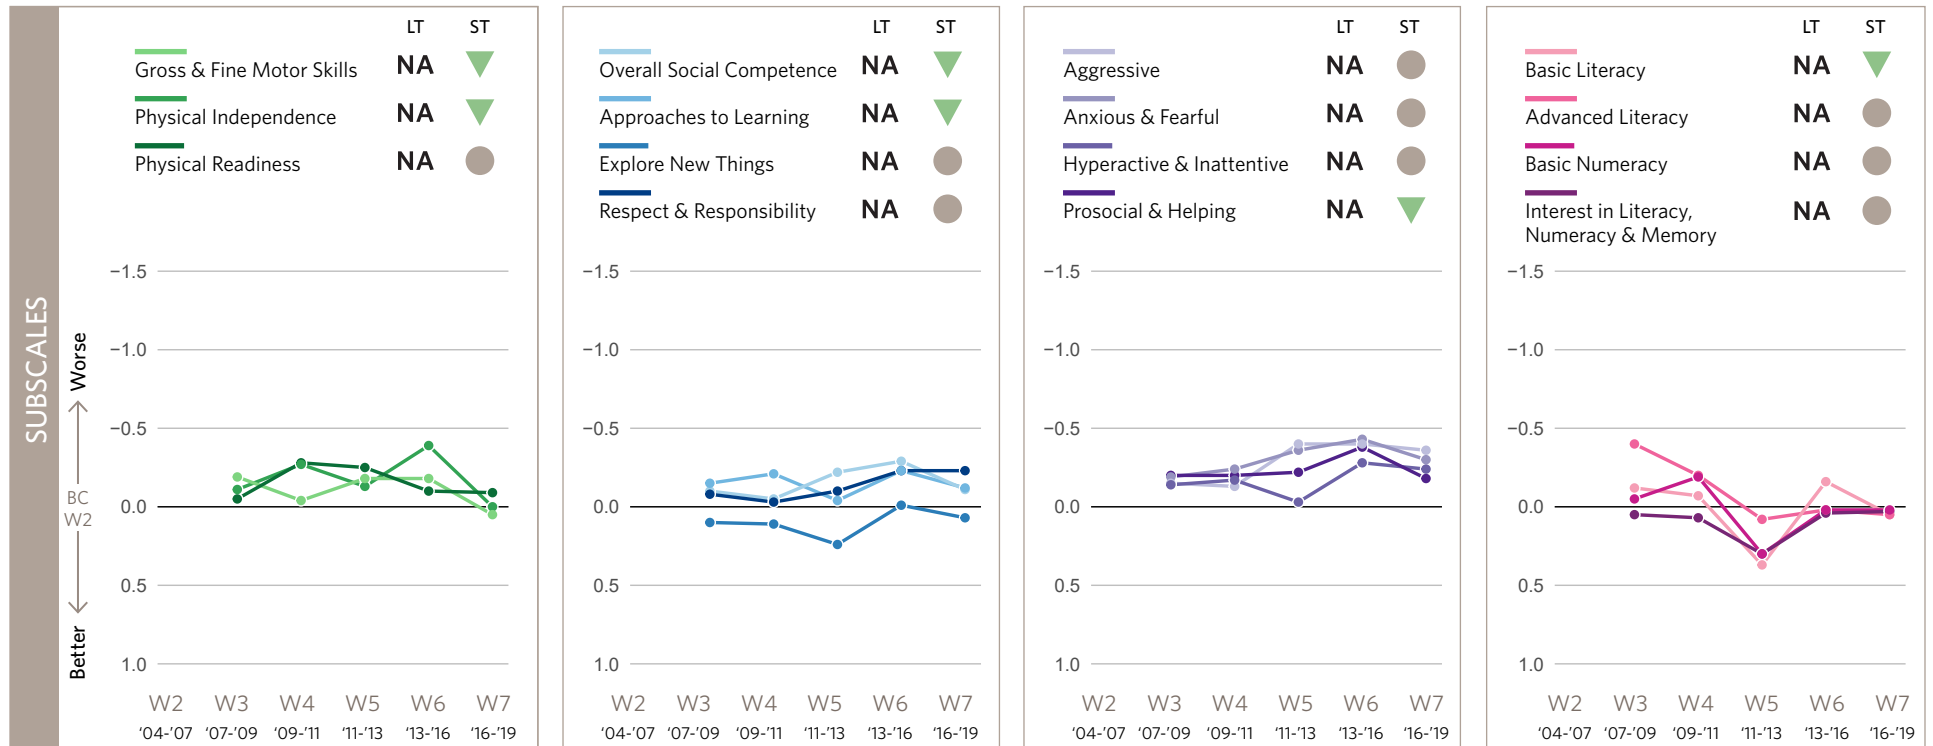 SUBSCALES
Worse
BC
W2
Better
LT ST
Gross & Fine Motor Skills NA
Physical Independence NA
Physical Readiness NA
−1.5
−1.0
−0.5
0.0
0.5
1.0
W2 W3 W4 W5 W6 W7
‘04-’07 ‘07-’09 ‘09-’11 ‘11-’13 ‘13-’16 ‘16-’19
LT ST
Overall Social Competence NA
Approaches to Learning NA
Explore New Things NA
Respect & Responsibility NA
−1.5
−1.0
−0.5
0.0
0.5
1.0
W2 W3 W4 W5 W6 W7
‘04-’07 ‘07-’09 ‘09-’11 ‘11-’13 ‘13-’16 ‘16-’19
LT ST
Aggressive NA
Anxious & Fearful NA
Hyperactive & Inattentive NA
Prosocial & Helping NA
−1.5
−1.0
−0.5
0.0
0.5
1.0
W2 W3 W4 W5 W6 W7
‘04-’07 ‘07-’09 ‘09-’11 ‘11-’13 ‘13-’16 ‘16-’19
LT ST
Basic Literacy NA
Advanced Literacy NA
Basic Numeracy NA
Interest in Literacy, NA
Numeracy & Memory
−1.5
−1.0
−0.5
0.0
0.5
1.0
W2 W3 W4 W5 W6 W7
‘04-’07 ‘07-’09 ‘09-’11 ‘11-’13 ‘13-’16 ‘16-’19